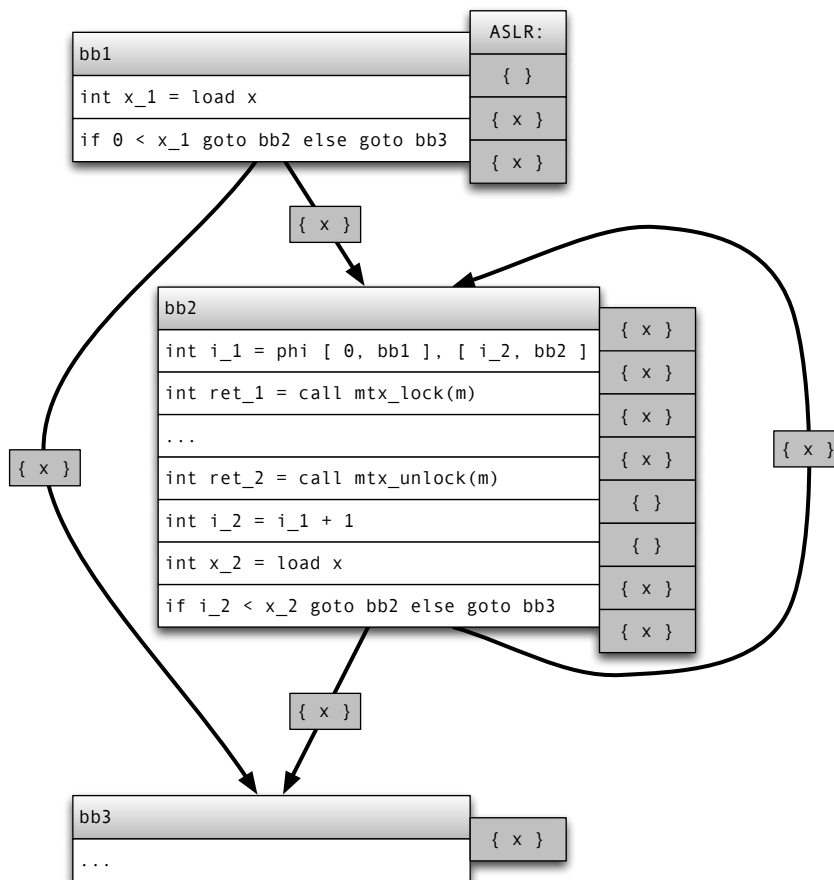 ASLR:
bb1
{ }
int x_1 = load x
{ x }
if 0 < x_1 goto bb2 else goto bb3
{ x }
{ x }
bb2
{ x }
int i_1 = phi [ 0, bb1 ], [ i_2, bb2 ]
{ x }
int ret_1 = call mtx_lock(m)
{ x }
...
{ x }
{ x }
{ x }
int ret_2 = call mtx_unlock(m)
{ }
int i_2 = i_1 + 1
{ }
int x_2 = load x
{ x }
if i_2 < x_2 goto bb2 else goto bb3
{ x }
{ x }
bb3
{ x }
...